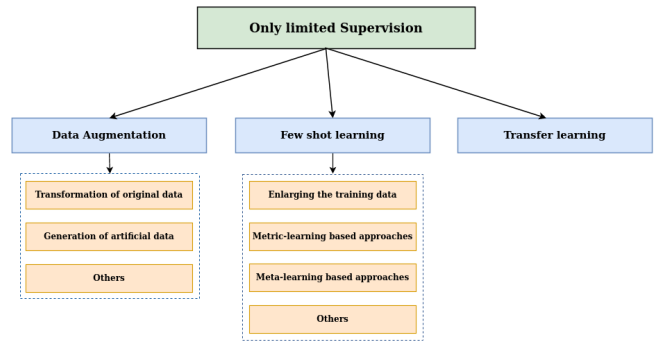 Only limited Supervision
Data Augmentation
Few shot learning
Transfer learning
Transformation of original data
Generation of artificial data
Others
Enlarging the training data
Metric-learning based approaches
Meta-learning based approaches
Others